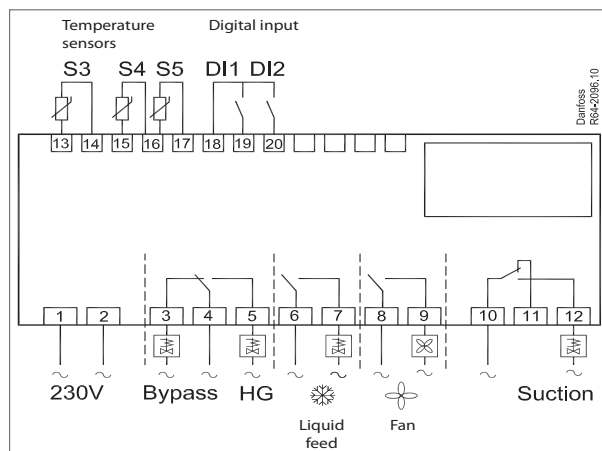 Temperature sensors
Digital input
S3 S4 S5 DI1 DI2
Danfoss
R64-2096.10
13 14 15 16 17 18 19 20
1 2 3 4 5 6 7 8 9 10 11 12
230V Bypass HG Suction
Liquid feed
Fan